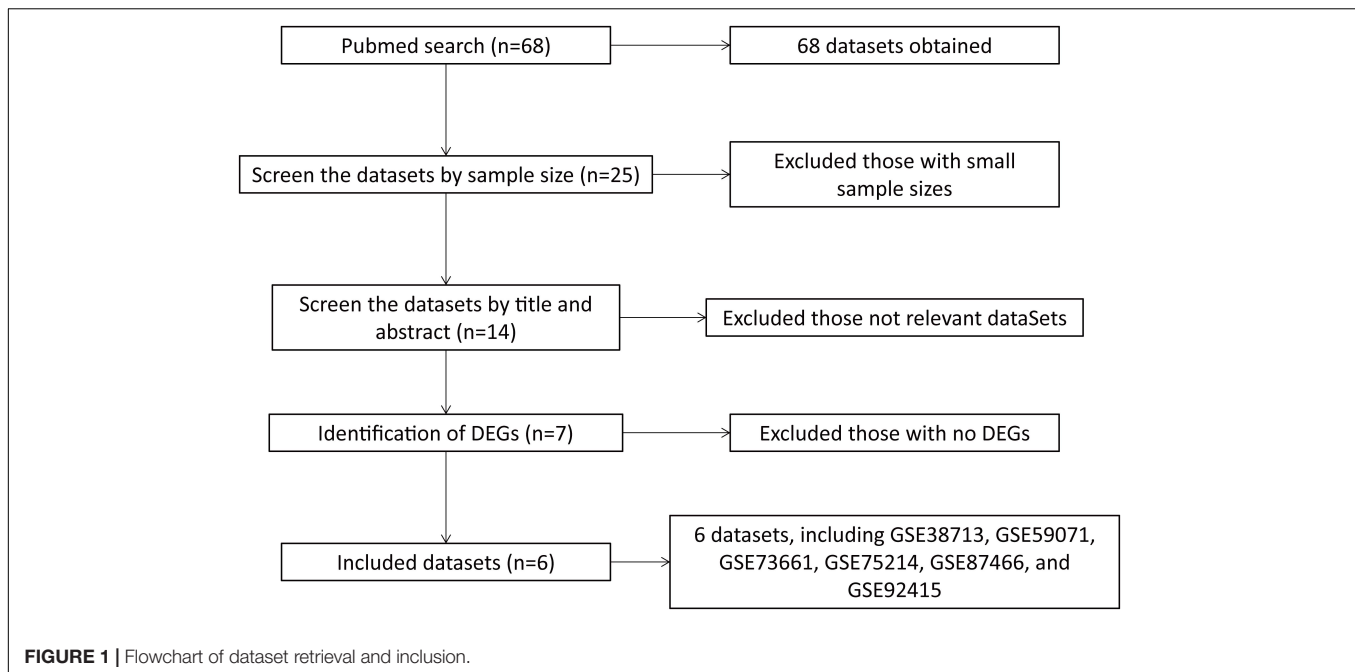 Pubmed search (n=68)
68 datasets obtained
Screen the datasets by sample size (n=25)
Excluded those with small
sample sizes
Screen the datasets by title and
abstract (n=14)
Excluded those not relevant dataSets
Identification of DEGs (n=7)
Excluded those with no DEGs
Included datasets (n=6)
6 datasets, including GSE38713, GSE59071,
GSE73661, GSE75214, GSE87466, and
GSE92415
FIGURE 1 | Flowchart of dataset retrieval and inclusion.